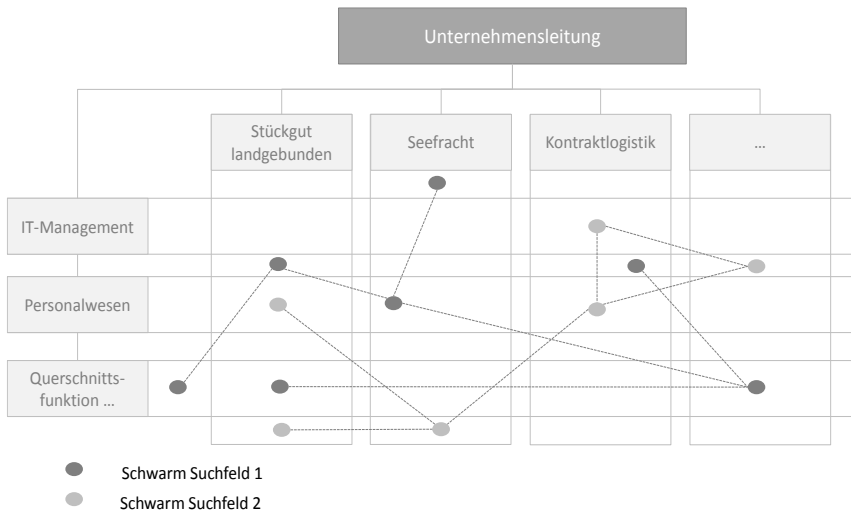 Unternehmensleitung
Stückgut
landgebunden
Seefracht
Kontraktlogistik
...
IT-Management
Personalwesen
Querschnitts-
funktion ...
Schwarm Suchfeld 1
Schwarm Suchfeld 2